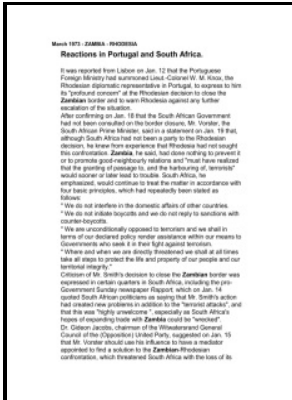 March 1973 - ZAMBIA - RHODESIA
Reactions in Portugal and South Africa.
It was reported from Lisbon on Jan. 12 that the Portuguese
Foreign Ministry had summoned Lieut.-Colonel W. M. Knox, the
Rhodesian diplomatic representative in Portugal, to express to him
its "profound concern" at the Rhodesian decision to close the
Zambian border and to warn Rhodesia against any further
escalation of the situation.
After confirming on Jan. 18 that the South African Government
had not been consulted on the border closure, Mr. Vorster, the
South African Prime Minister, said in a statement on Jan. 19 that,
although South Africa had not been a party to the Rhodesian
decision, he knew from experience that Rhodesia had not sought
this confrontation. Zambia, he said, had done nothing to prevent it
or to promote good-neighbourly relations and "must have realized
that the granting of passage to, and the harbouring of, terrorists"
would sooner or later lead to trouble. South Africa, he
emphasized, would continue to treat the matter in accordance with
four basic principles, which had repeatedly been stated as
follows:
" We do not interfere in the domestic affairs of other countries.
" We do not initiate boycotts and we do not reply to sanctions with
counter-boycotts.
" We are unconditionally opposed to terrorism and we shall in
terms of our declared policy render assistance within our means to
Governments who seek it in their fight against terrorism.
" Where and when we are directly threatened we shall at all times
take all steps to protect the life and property of our people and our
territorial integrity."
Criticism of Mr. Smith's decision to close the Zambian border was
expressed in certain quarters in South Africa, including the pro-
Government Sunday newspaper Rapport, which on Jan. 14
quoted South African politicians as saying that Mr. Smith's action
had created new problems in addition to the "terrorist attacks", and
that this was "highly unwelcome ", especially as South Africa's
hopes of expanding trade with Zambia could be "wrecked".
Dr. Gideon Jacobs, chairman of the Witwatersrand General
Council of the (Opposition) United Party, suggested on Jan. 15
that Mr. Vorster should use his influence to have a mediator
appointed to find a solution to the Zambian-Rhodesian
confrontation, which threatened South Africa with the loss of its